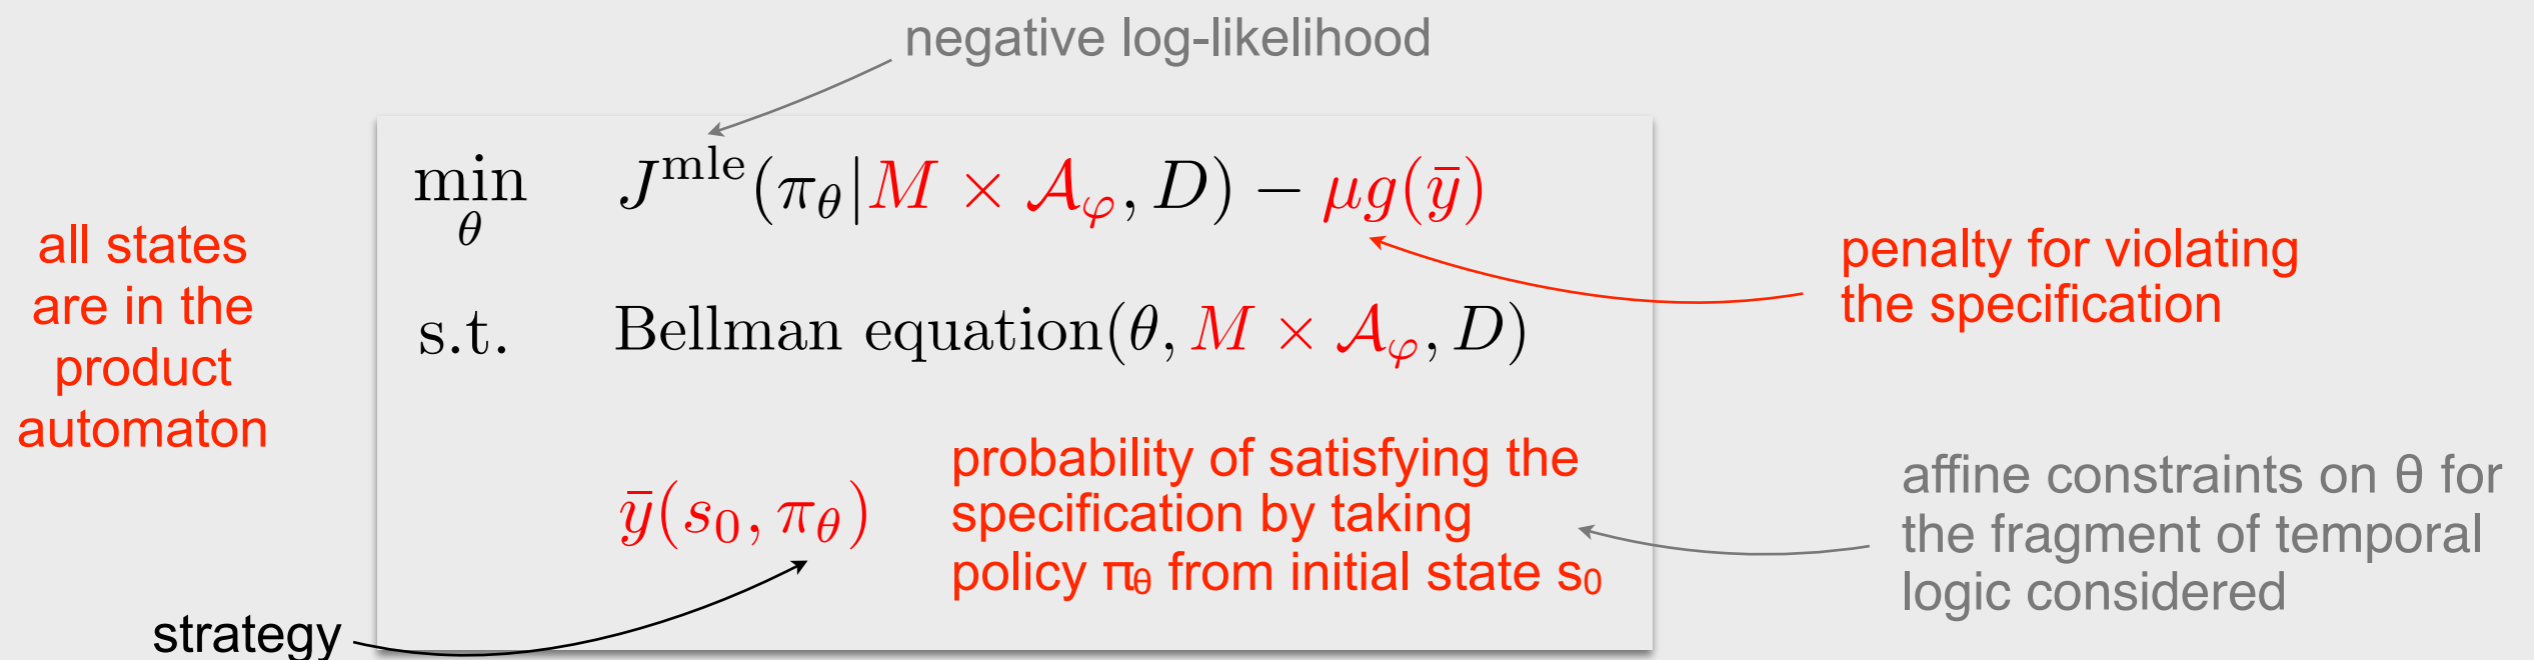 negative log-likelihood
min θ J^mle(π_θ|M × 𝒜_φ, D) − μg(ȳ)
all states
are in the
product
automaton
penalty for violating
the specification
s.t. Bellman equation(θ, M × 𝒜_φ, D)
ȳ(s₀, π_θ)
probability of satisfying the
specification by taking
policy π_θ from initial state s₀
affine constraints on θ for
the fragment of temporal
logic considered
strategy